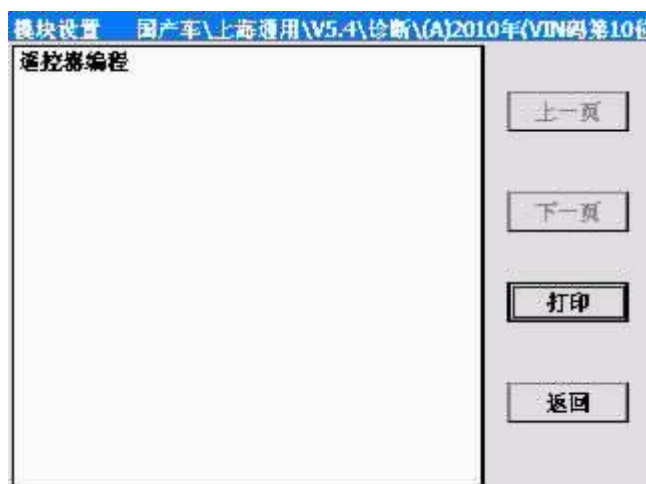 模块设置 国产车\上海通用\V5.4\诊断\(A)2010年(VIN码第10位
遥控器编程
上一页
下一页
打印
返回